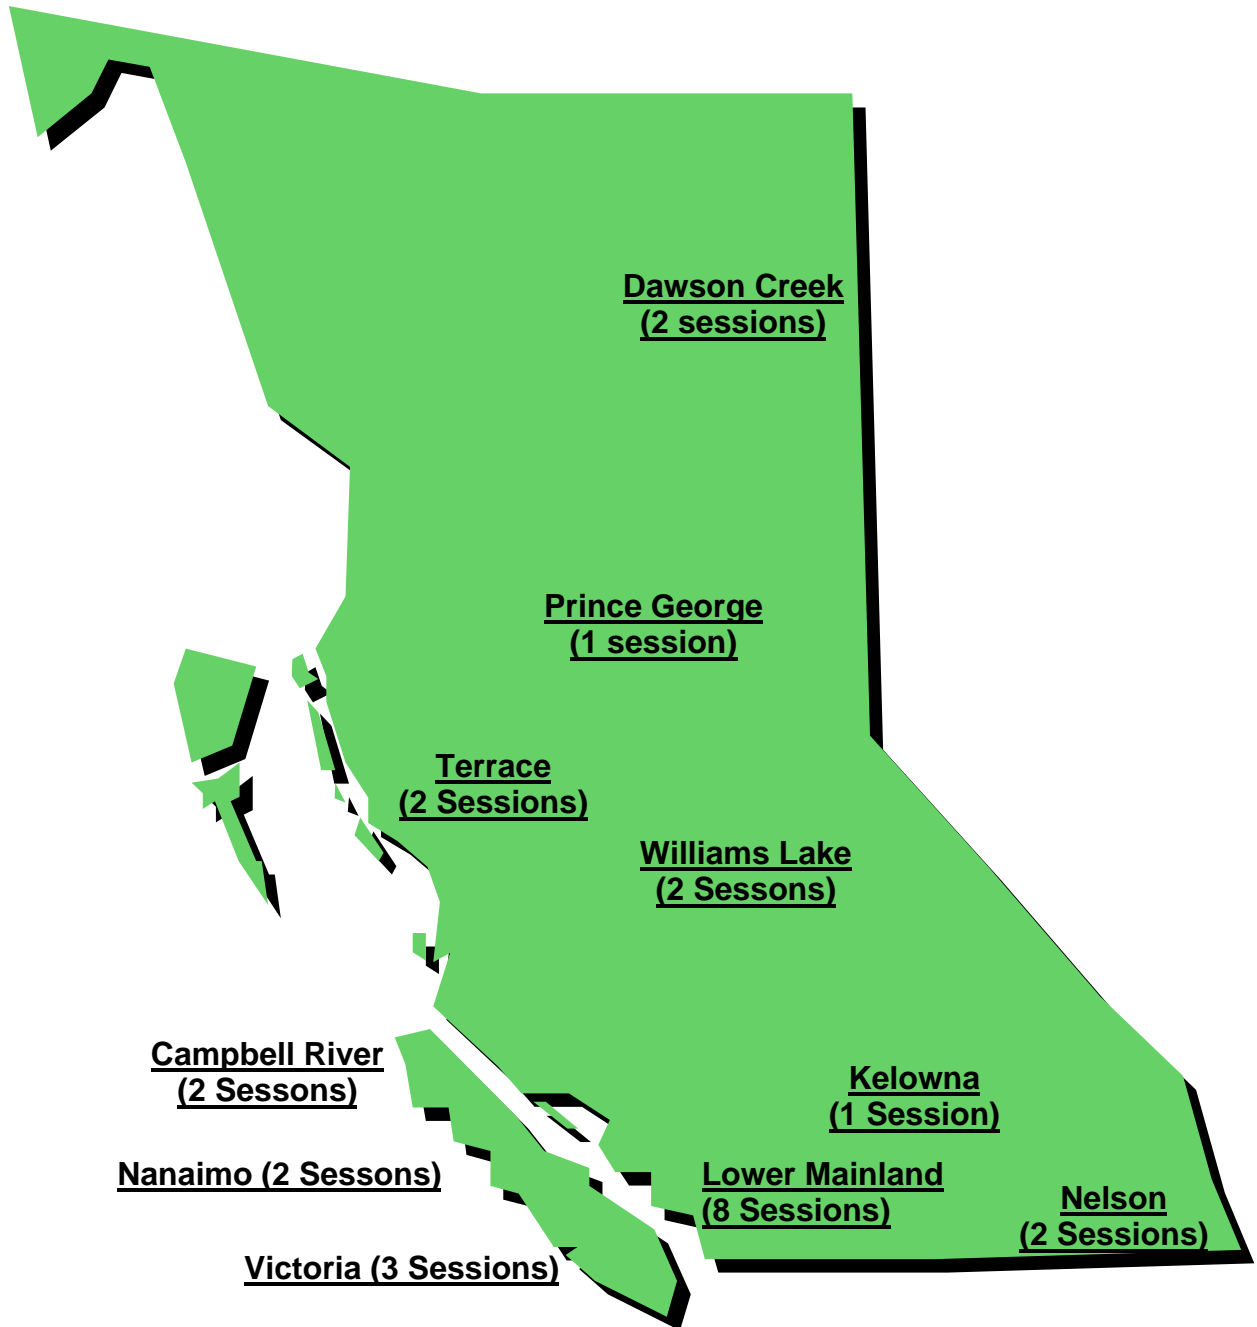 Dawson Creek
(2 sessions)
Prince George
(1 session)
Terrace
(2 Sessions)
Williams Lake
(2 Sessons)
Campbell River
(2 Sessons)
Kelowna
(1 Session)
Nanaimo (2 Sessons)
Lower Mainland
(8 Sessions)
Nelson
(2 Sessions)
Victoria (3 Sessions)